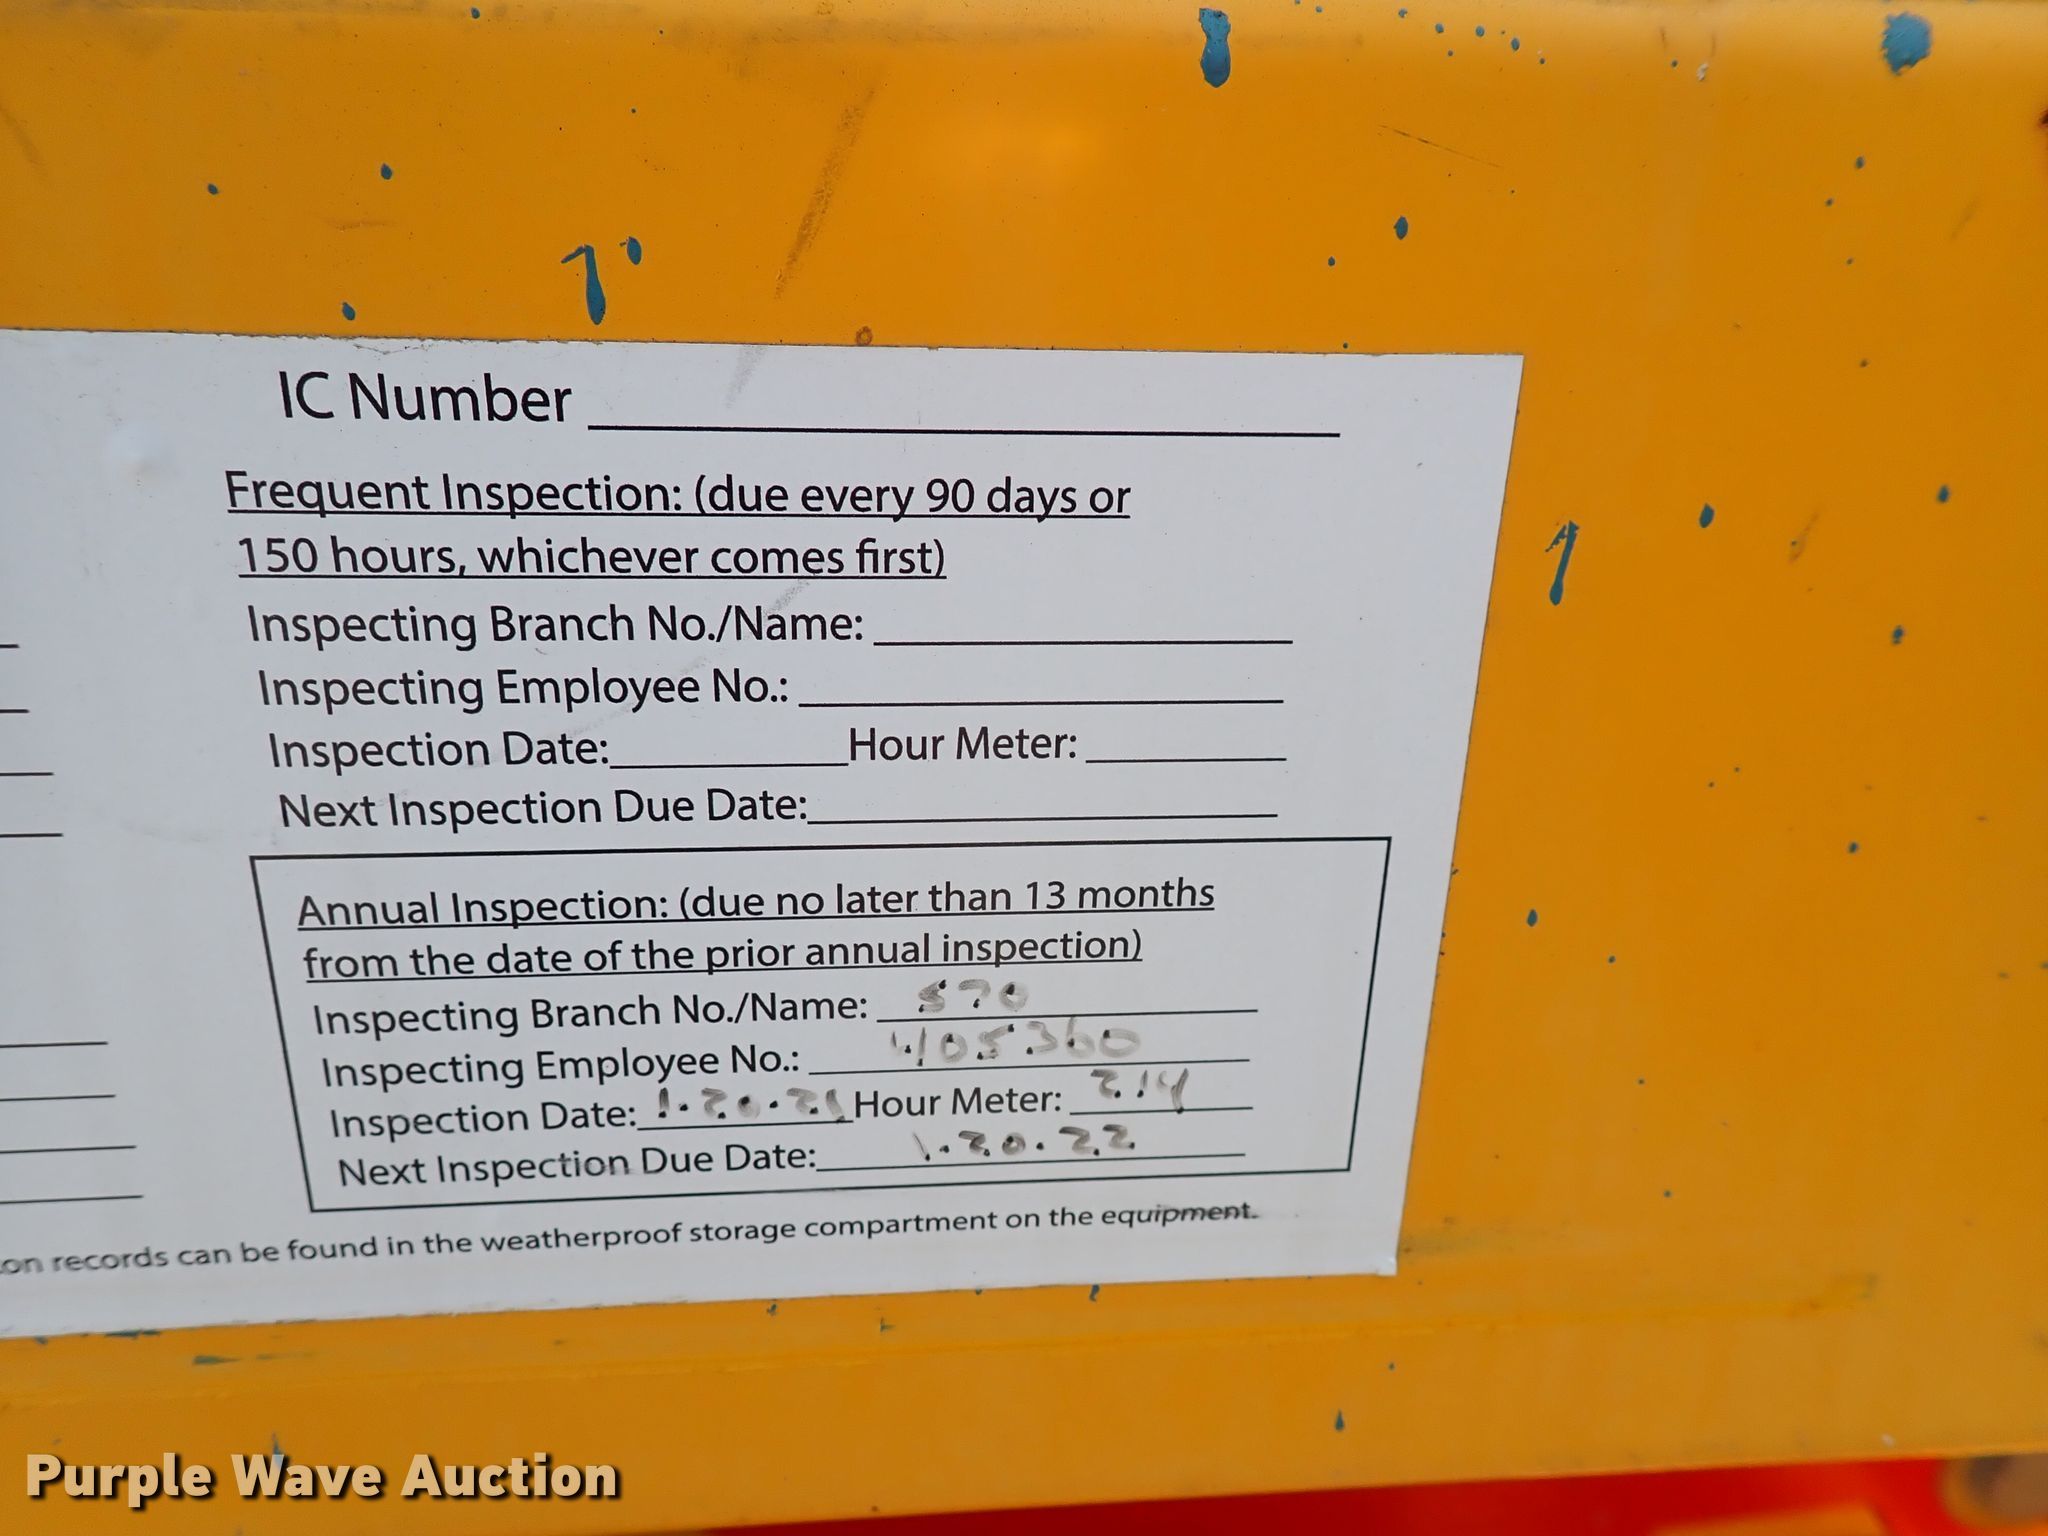 IC Number
Frequent Inspection: (due every 90 days or
150 hours, whichever comes first)
Inspecting Branch No./Name:
Inspecting Employee No.:
Inspection Date: Hour Meter:
Next Inspection Due Date:
Annual Inspection: (due no later than 13 months
from the date of the prior annual inspection)
Inspecting Branch No./Name: 570
Inspecting Employee No.: 405360
Inspection Date: 1.20.21 Hour Meter: 214
Next Inspection Due Date: 1.20.22
records can be found in the weatherproof storage compartment on the equipment.
Purple Wave Auction